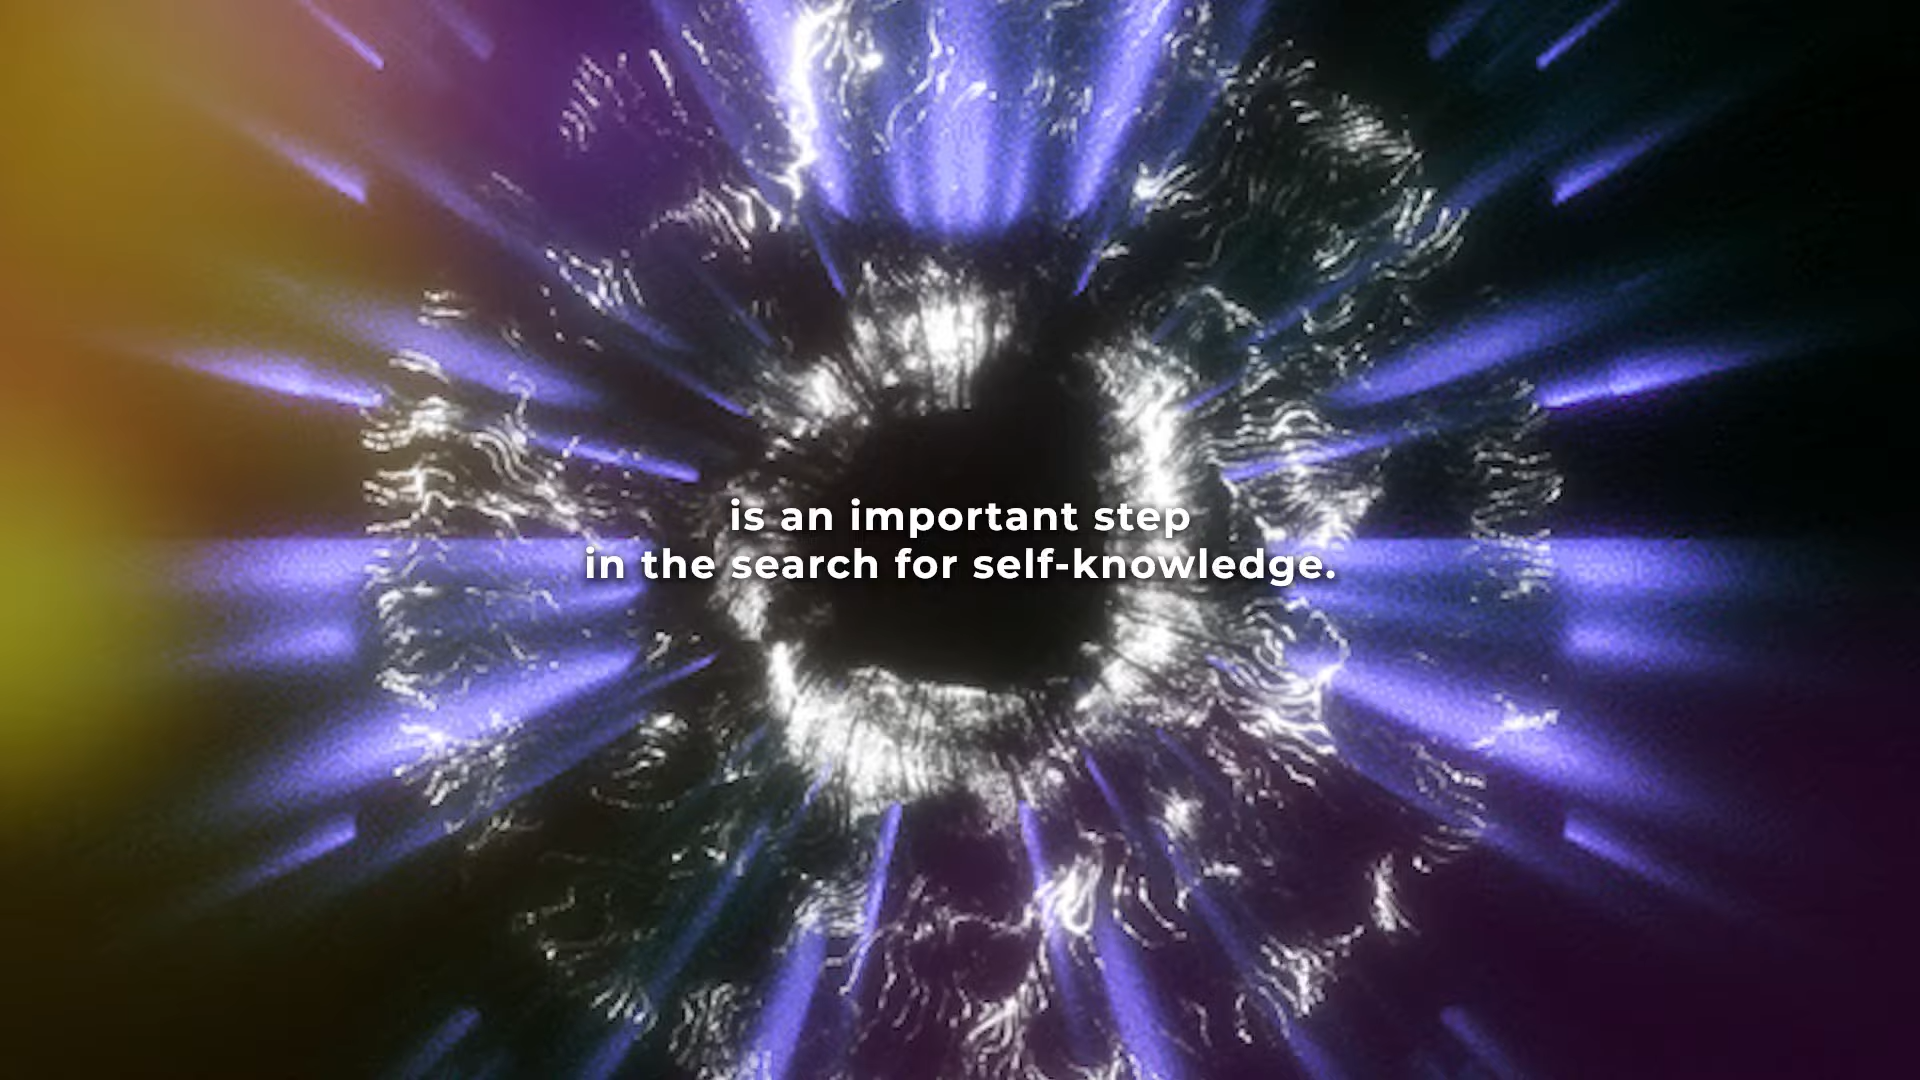 is an important step
in the search for self-knowledge.